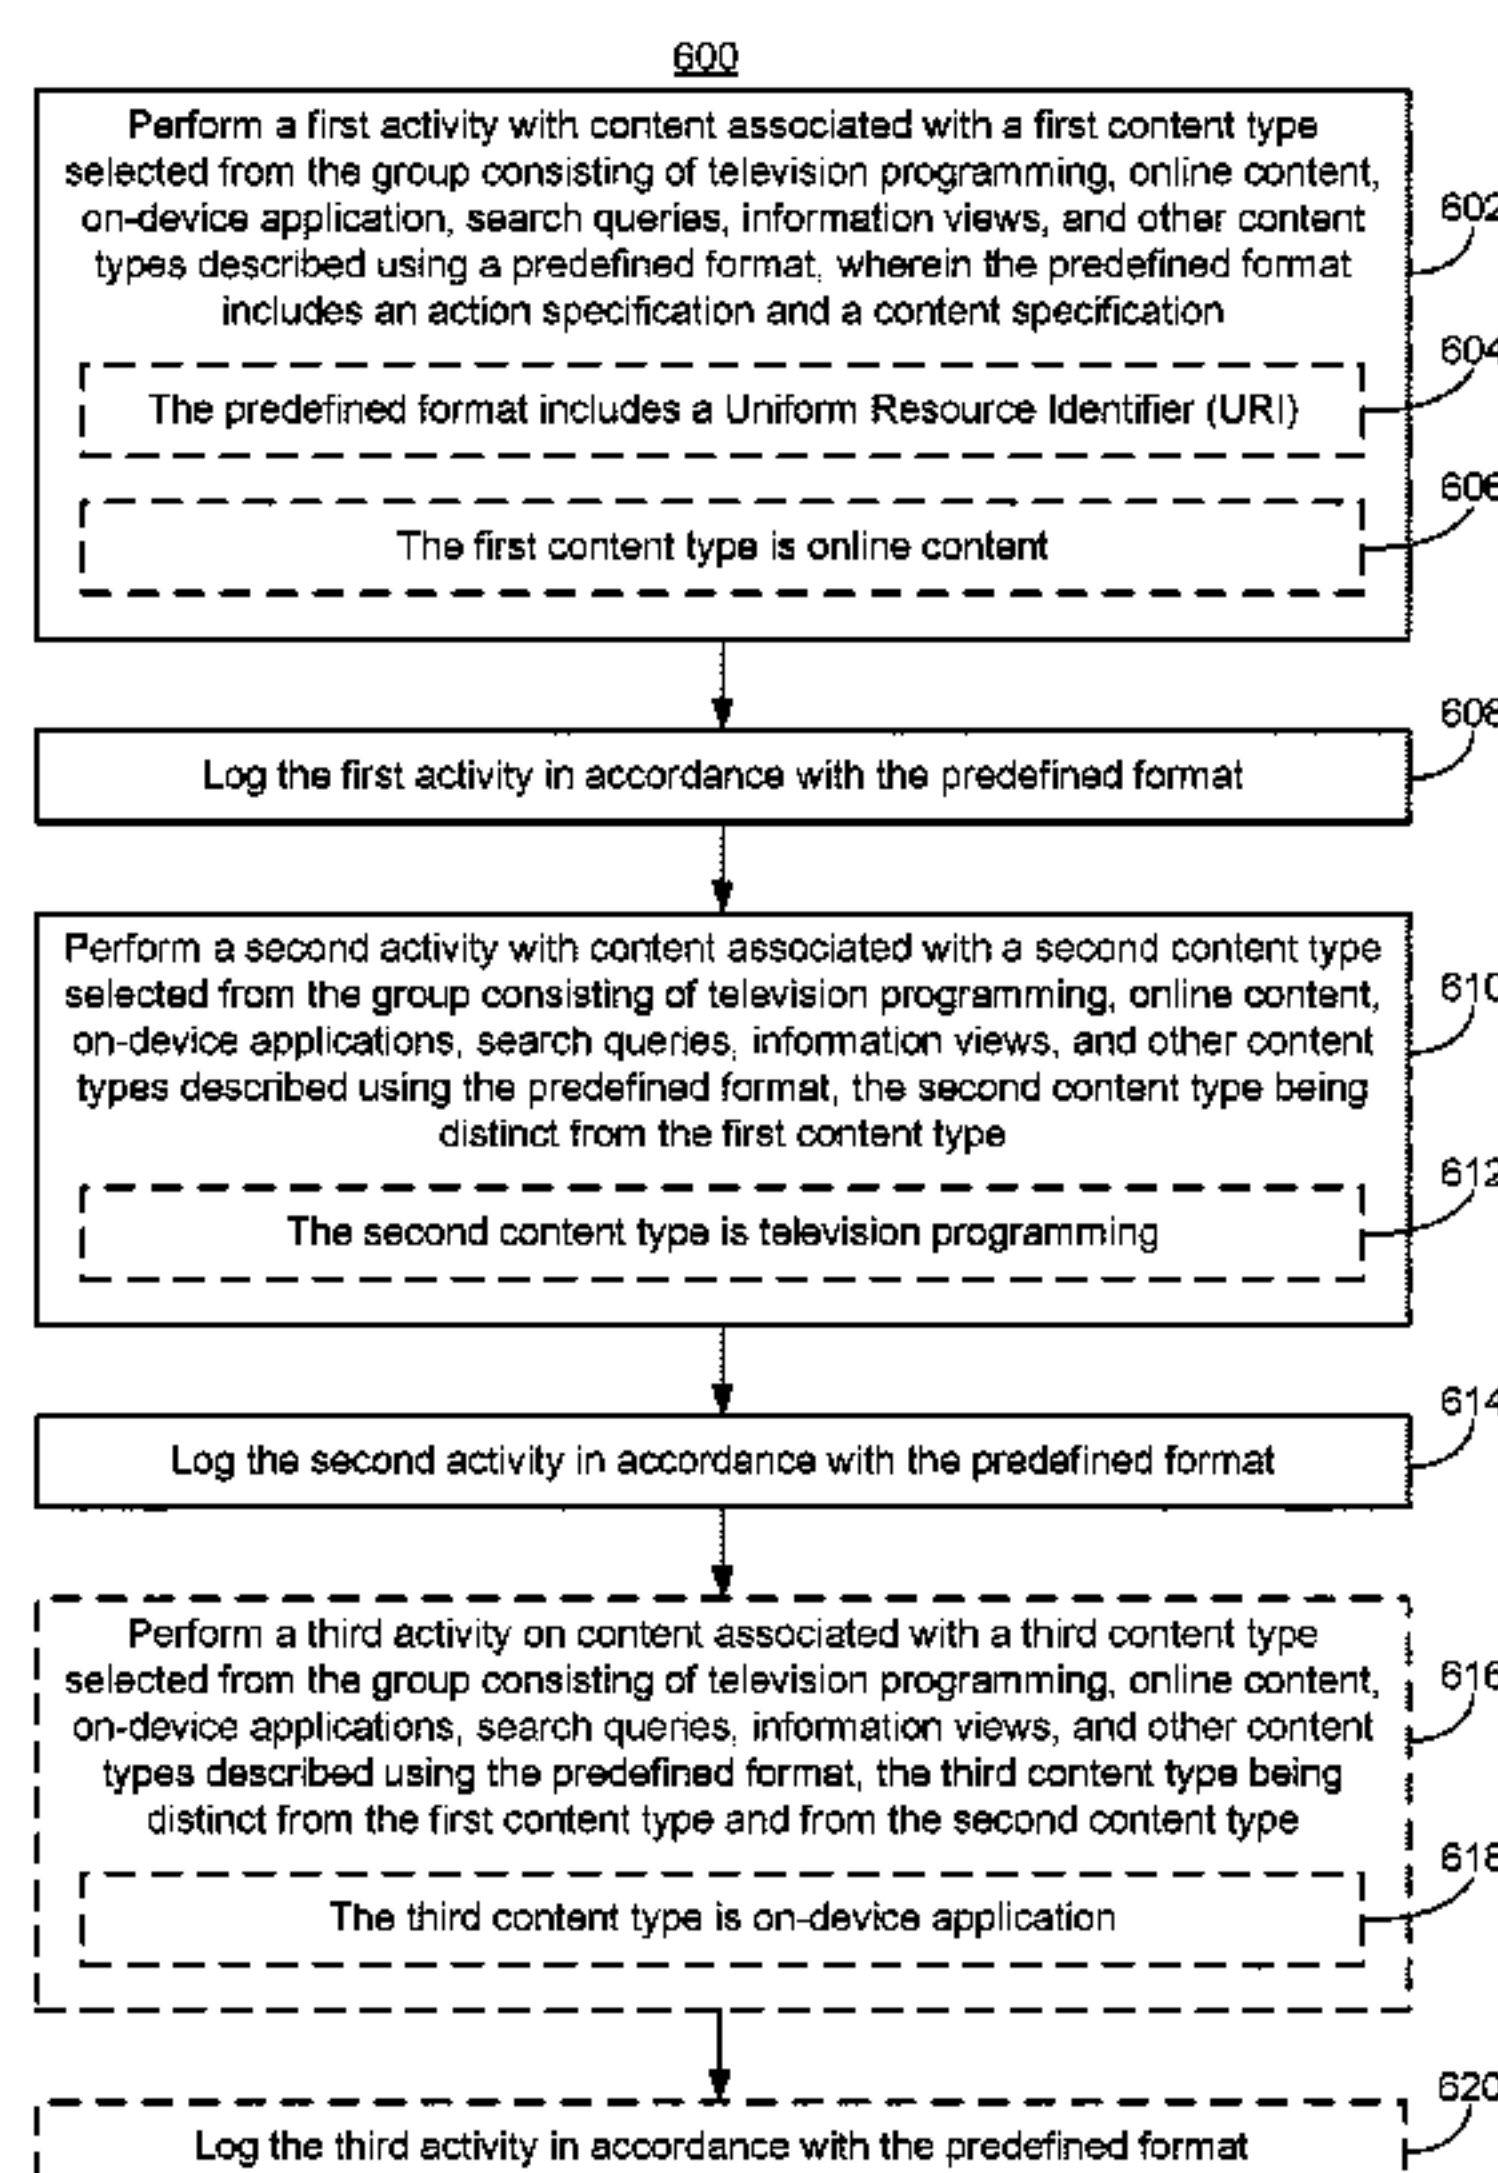 600
Perform a first activity with content associated with a first content type
selected from the group consisting of television programming, online content,
on-device application, search queries, information views, and other content
types described using a predefined format, wherein the predefined format
includes an action specification and a content specification
602
604
The predefined format includes a Uniform Resource Identifier (URI)
606
The first content type is online content
608
Log the first activity in accordance with the predefined format
Perform a second activity with content associated with a second content type
selected from the group consisting of television programming, online content,
on-device applications, search queries, information views, and other content
types described using the predefined format, the second content type being
distinct from the first content type
610
612
The second content type is television programming
614
Log the second activity in accordance with the predefined format
Perform a third activity on content associated with a third content type
selected from the group consisting of television programming, online content,
on-device applications, search queries, information views, and other content
types described using the predefined format, the third content type being
distinct from the first content type and from the second content type
616
618
The third content type is on-device application
620
Log the third activity in accordance with the predefined format